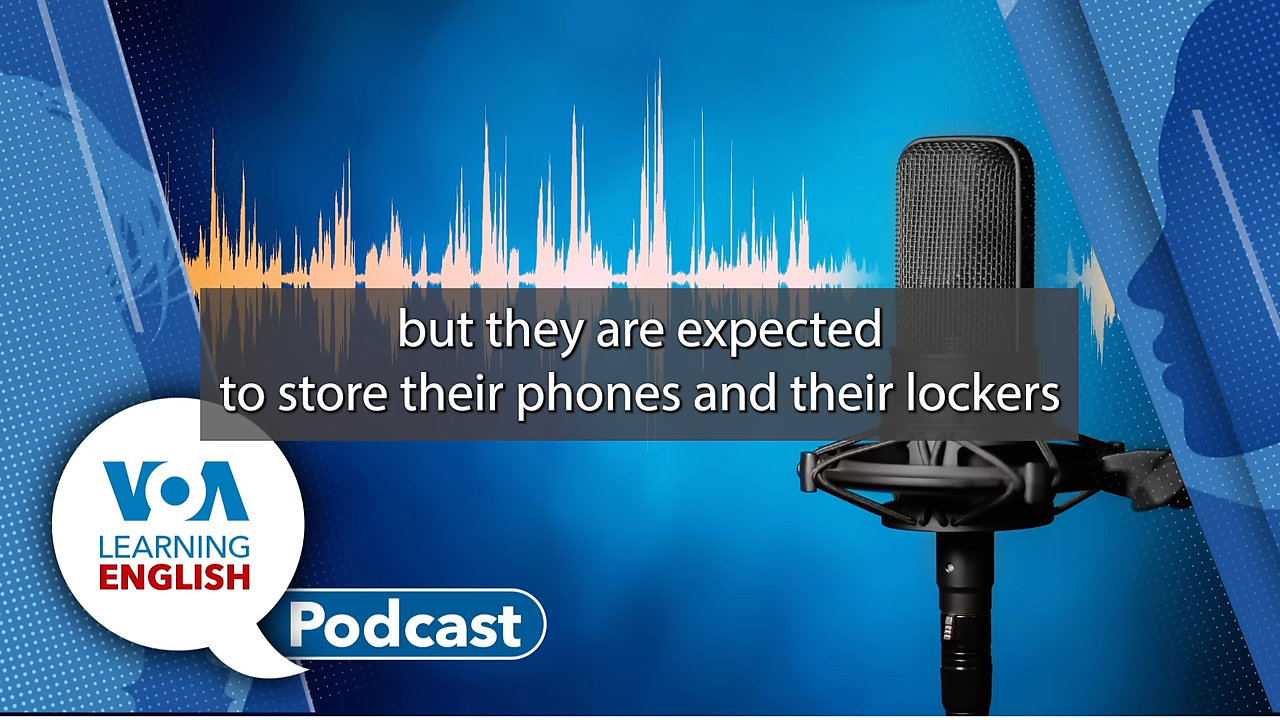 but they are expected
to store their phones and their lockers
VOA
LEARNING
ENGLISH
Podcast